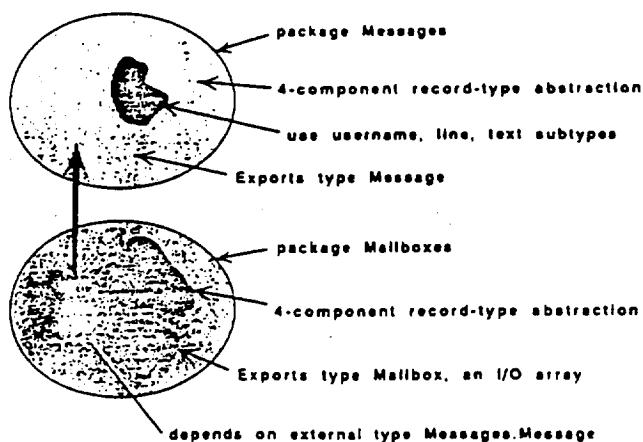 package Messages
4-component record-type abstraction
use username, line, text subtypes
Exports type Message
package Mailboxes
4-component record-type abstraction
Exports type Mailbox, an I/O array
depends on external type Messages.Message